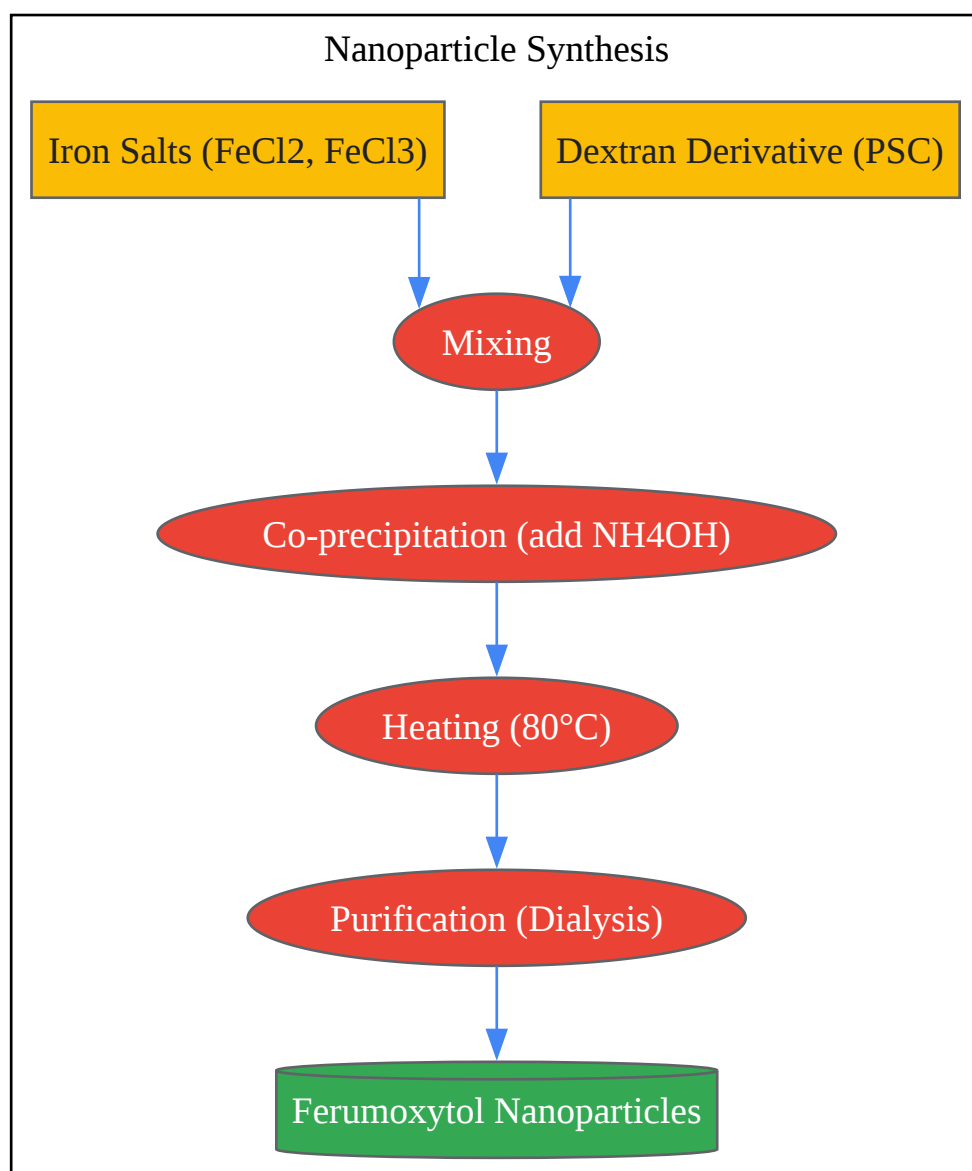 Nanoparticle Synthesis
Iron Salts (FeCl2, FeCl3)
Dextran Derivative (PSC)
Mixing
Co-precipitation (add NH4OH)
Heating (80°C)
Purification (Dialysis)
Ferumoxytol Nanoparticles